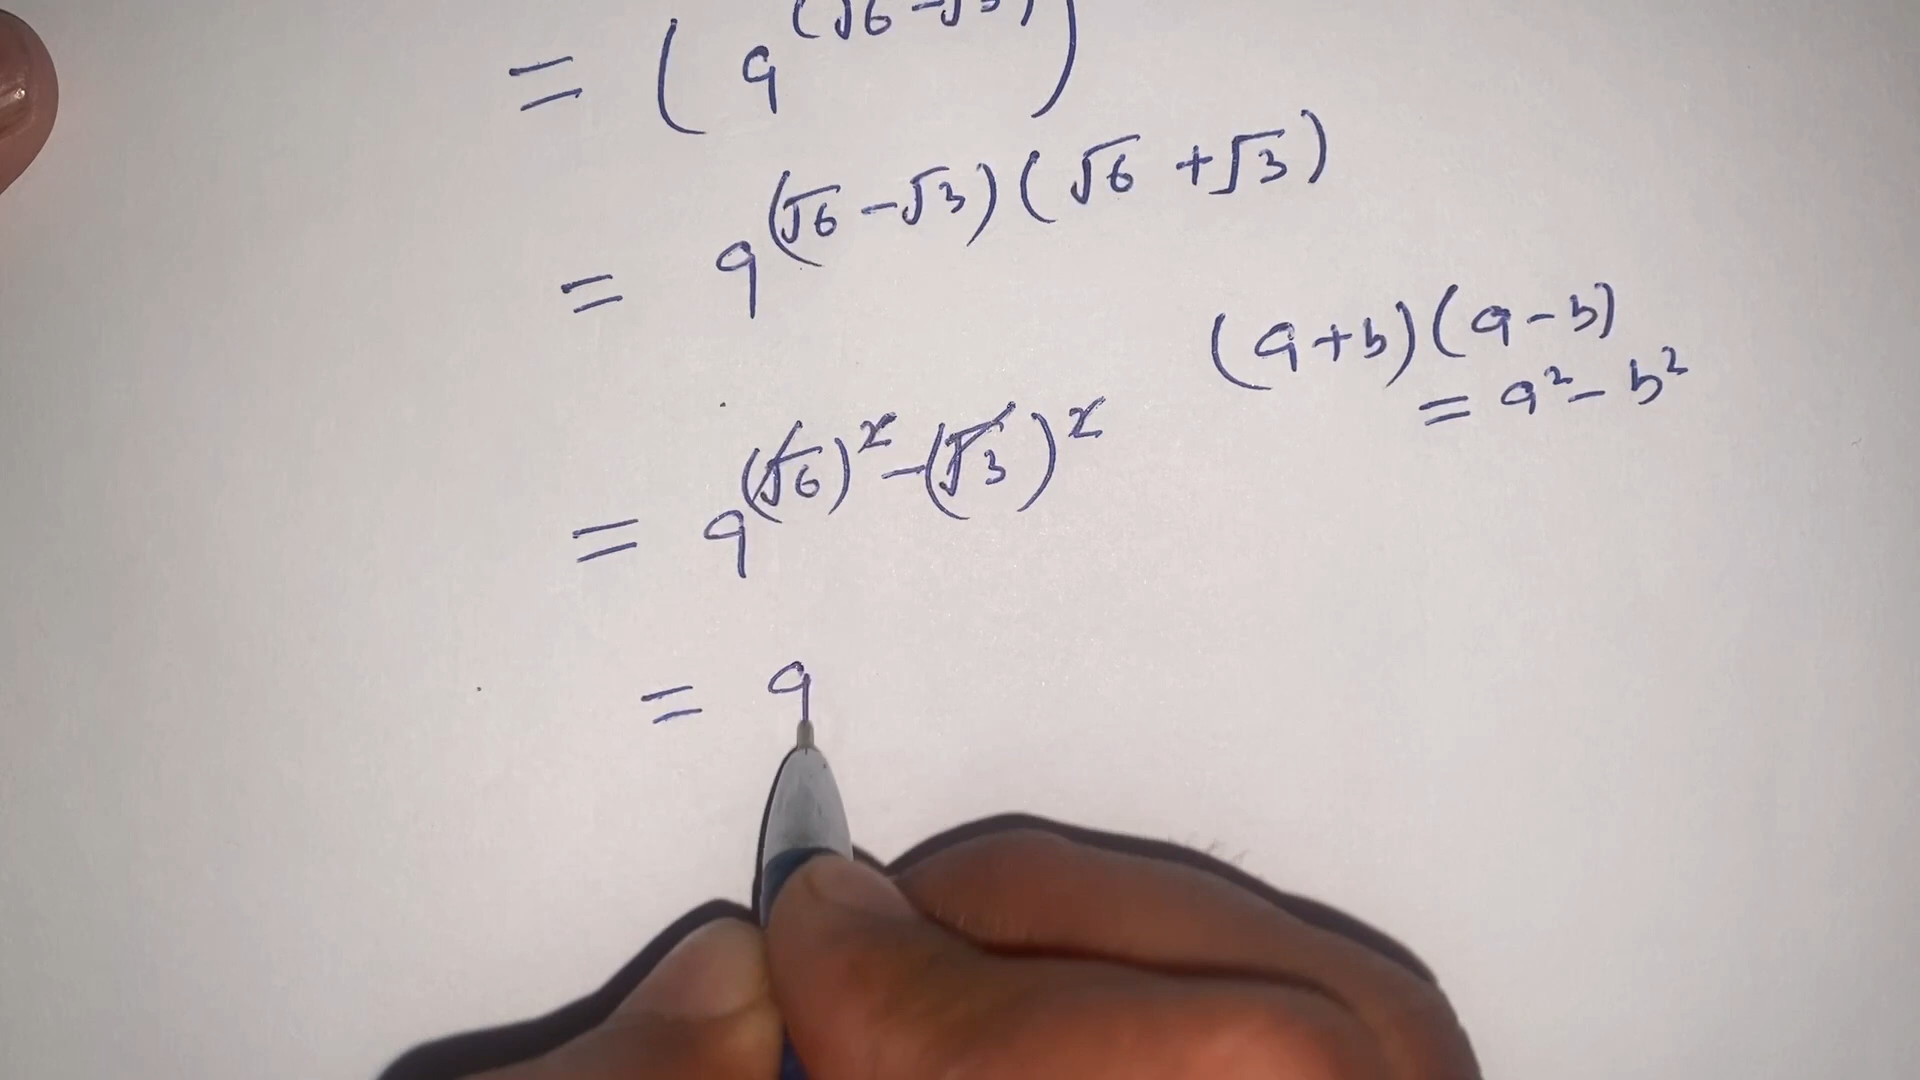 = (9^(√6-√3))
= 9^(√6-√3)(√6+√3)
(a+b)(a-b)
= a²-b²
= 9^(√6)²-(√3)²
= 9